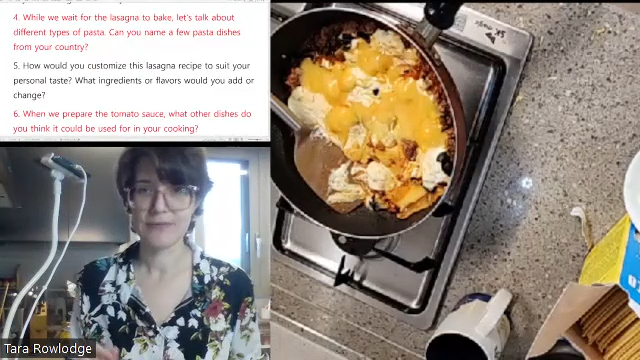 4. While we wait for the lasagna to bake, let's talk about
different types of pasta. Can you name a few pasta dishes
from your country?
5. How would you customize this lasagna recipe to suit your
personal taste? What ingredients or flavors would you add or
change?
6. When we prepare the tomato sauce, what other dishes do
you think it could be used for in your cooking?
SK
Tara Rowlodge